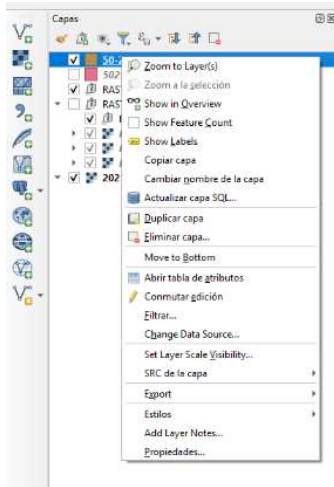 Capas
50-
502
RAS
RAS
202
Zoom to Layer(s)
Zoom a la selección
Show in Overview
Show Feature Count
Show Labels
Copiar capa
Cambiar nombre de la capa
Actualizar capa SQL...
Duplicar capa
Eliminar capa...
Move to Bottom
Abrir tabla de atributos
Conmutar edición
Filtrar...
Change Data Source...
Set Layer Scale Visibility...
SRC de la capa
Export
Estilos
Add Layer Notes...
Propiedades...